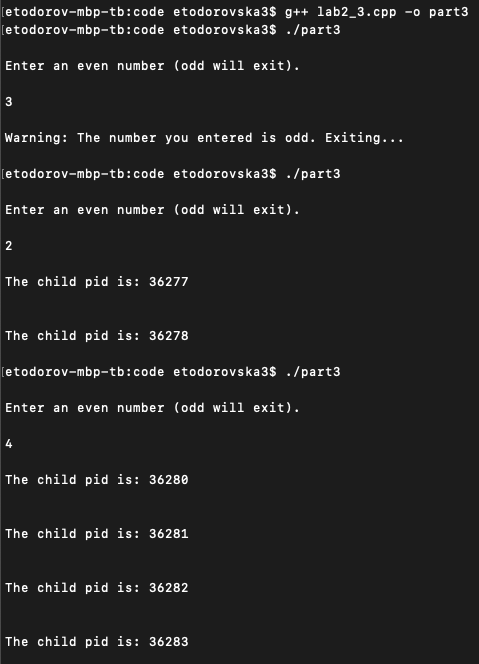 [etodorov-mbp-tb:code etodorovska3$ g++ lab2_3.cpp -o part3
[etodorov-mbp-tb:code etodorovska3$ ./part3
Enter an even number (odd will exit).
3
Warning: The number you entered is odd. Exiting...
[etodorov-mbp-tb:code etodorovska3$ ./part3
Enter an even number (odd will exit).
2
The child pid is: 36277
The child pid is: 36278
[etodorov-mbp-tb:code etodorovska3$ ./part3
Enter an even number (odd will exit).
4
The child pid is: 36280
The child pid is: 36281
The child pid is: 36282
The child pid is: 36283